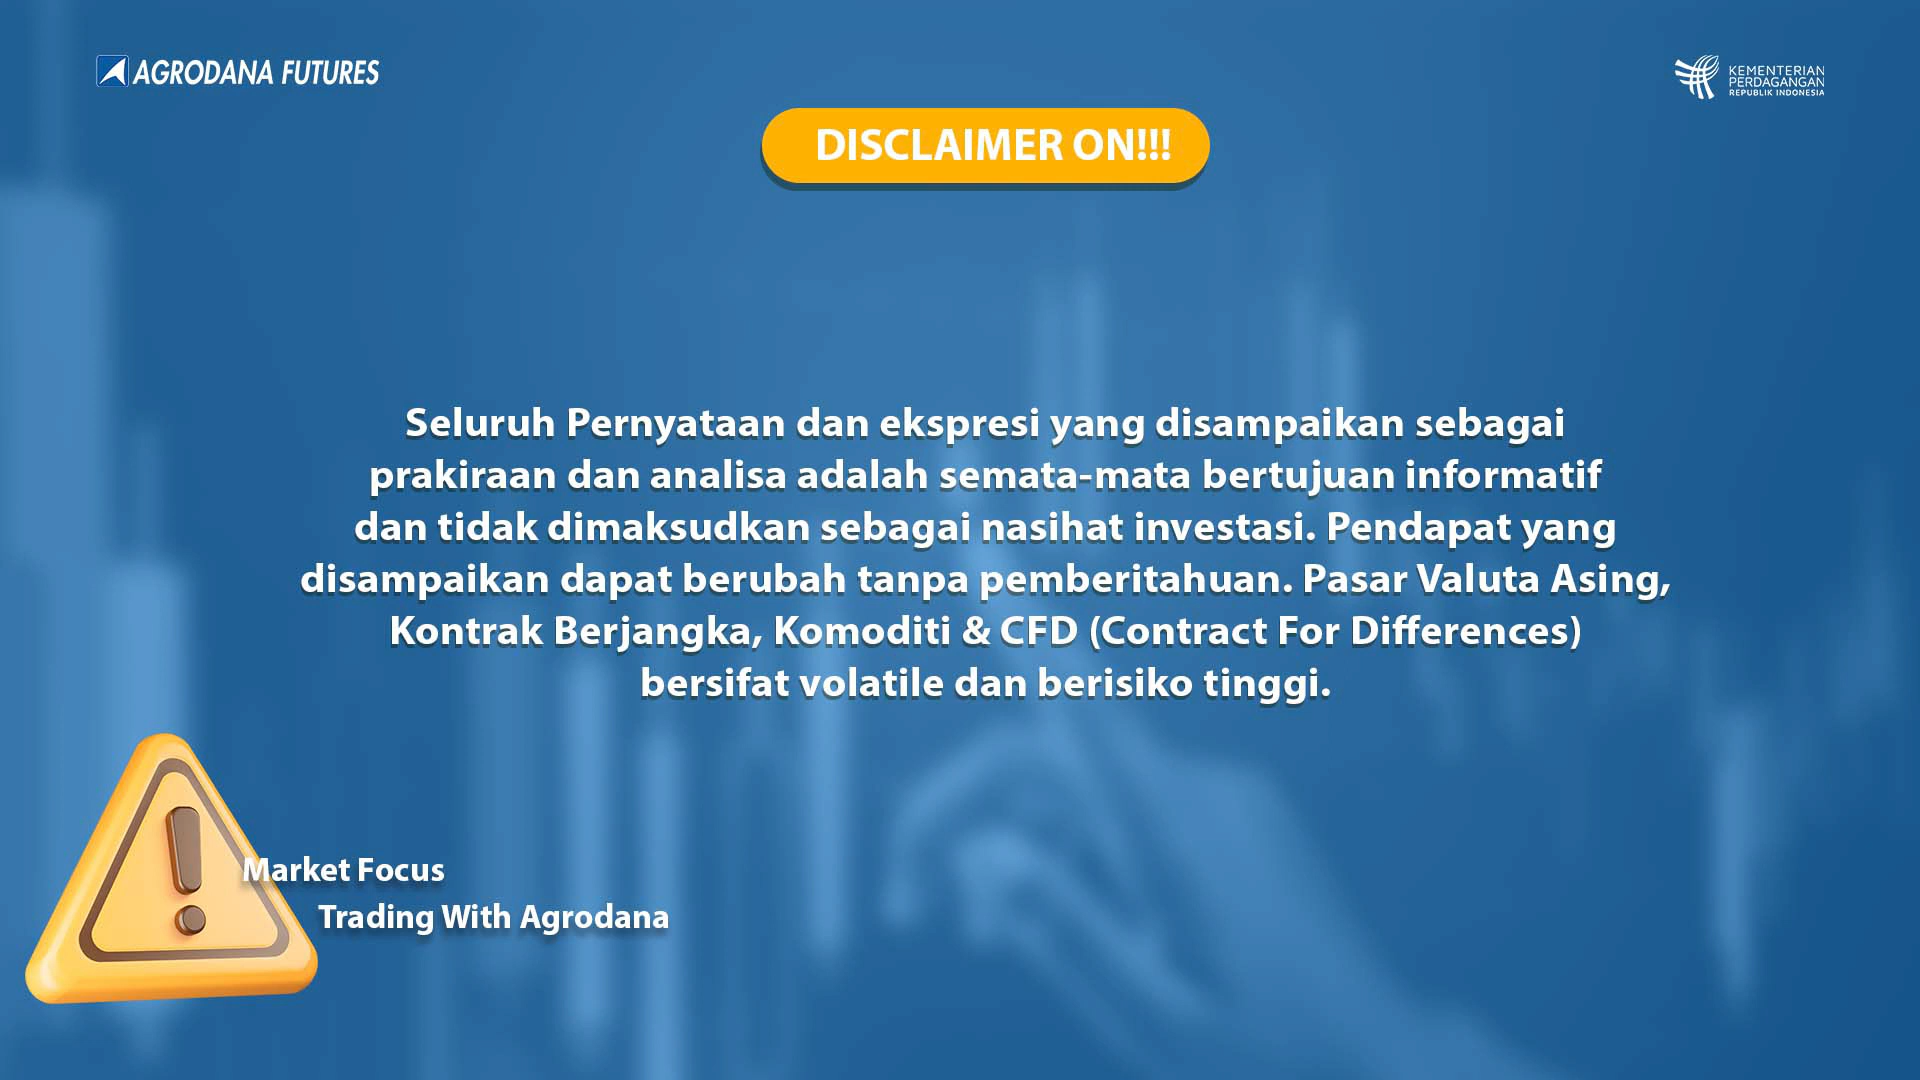 AGRODANA FUTURES
KEMENTERIAN
PERDAGANGAN
REPUBLIK INDONESIA
DISCLAIMER ON!!!
Seluruh Pernyataan dan ekspresi yang disampaikan sebagai
prakiraan dan analisa adalah semata-mata bertujuan informatif
dan tidak dimaksudkan sebagai nasihat investasi. Pendapat yang
disampaikan dapat berubah tanpa pemberitahuan. Pasar Valuta Asing,
Kontrak Berjangka, Komoditi & CFD (Contract For Differences)
bersifat volatile dan berisiko tinggi.
Market Focus
Trading With Agrodana